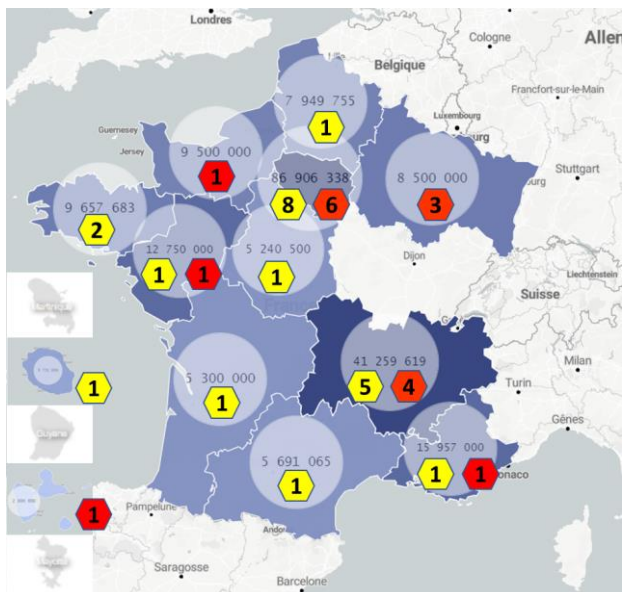 Londres
Cologne
Allen
Belgique
Francfort-sur-le-Main
7 949 755
1
Luxembourg
Guernesey
Jersey
9 500 000
1
86 906 338
8 6
8 500 000
3
Stuttgart
9 657 683
2
12 750 000
1 1
5 240 500
1
Dijon
Liechtenstein
Suisse
41 259 619
5 4
Milan
Turin
1
5 300 000
1
Gênes
15 957 000
1 1
5 691 065
1
1
Pampelune
Saragosse
Barcelone